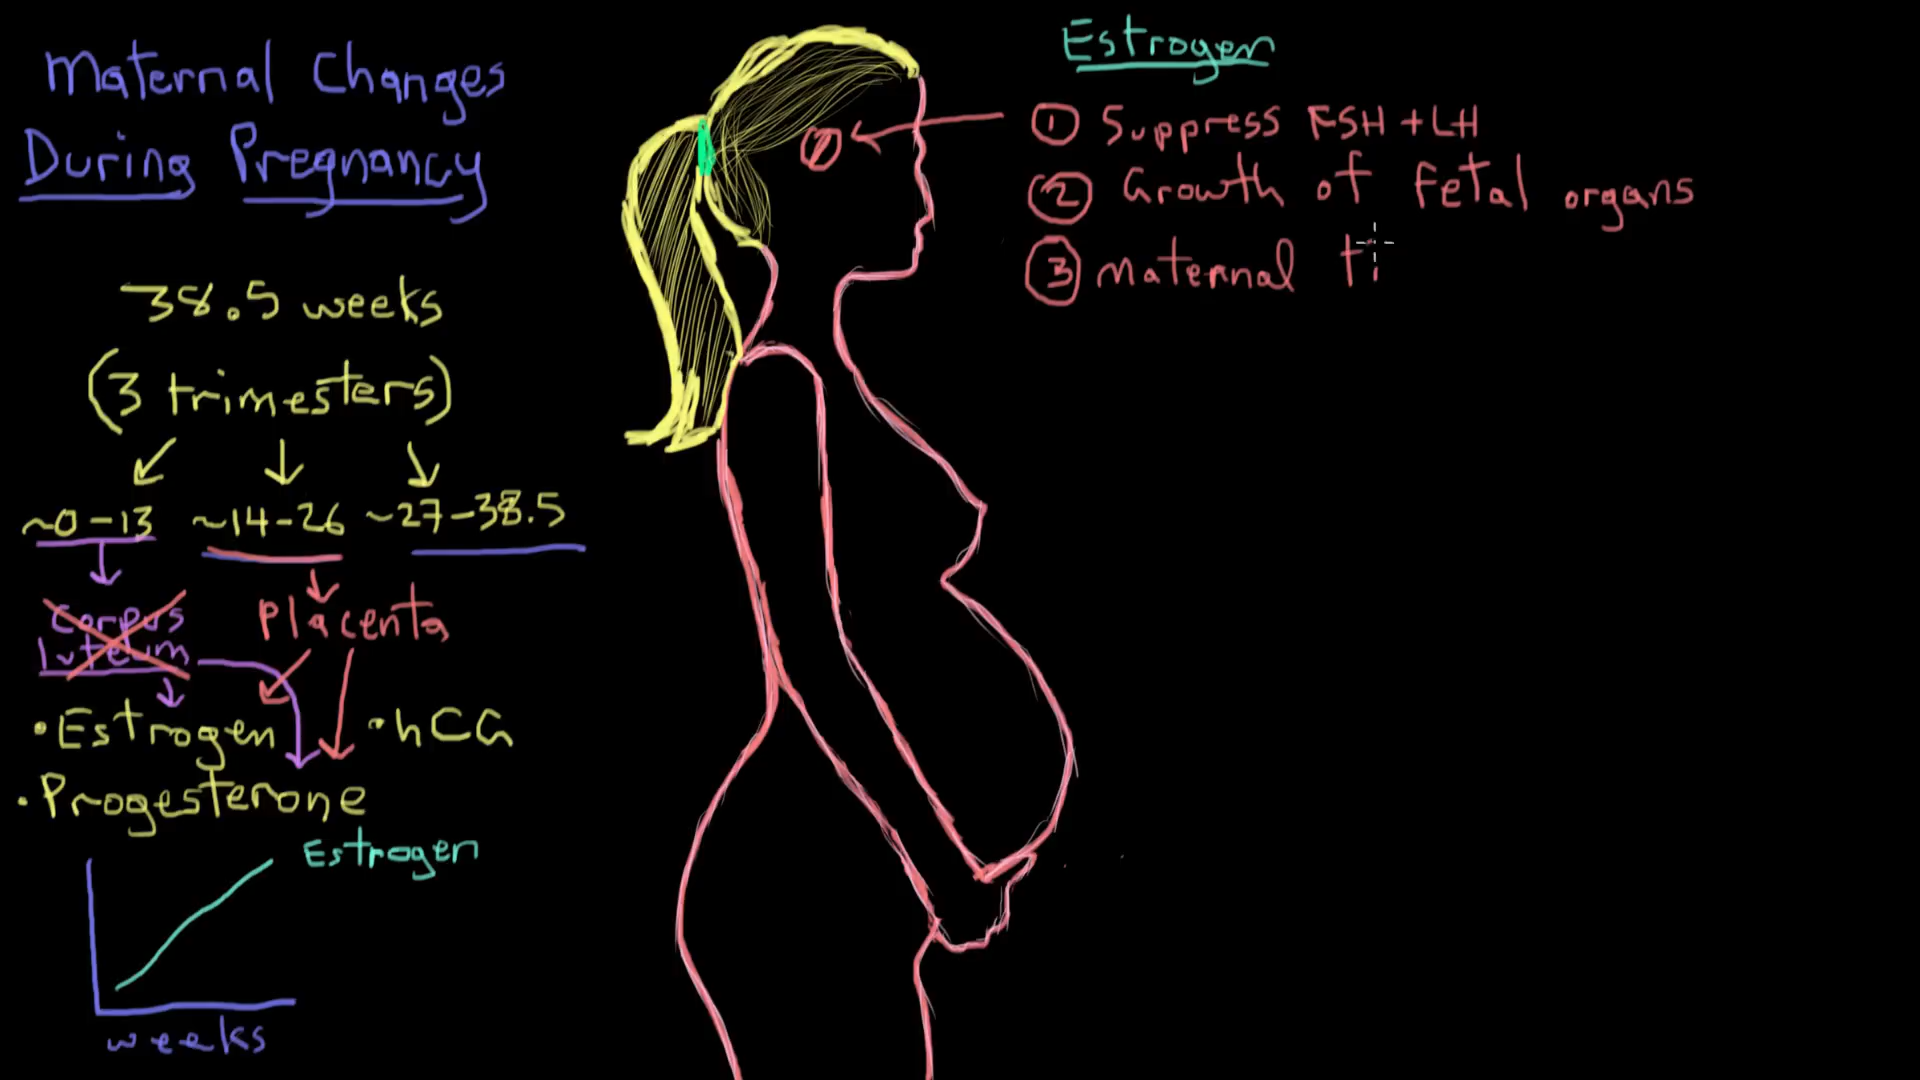 Maternal Changes
During Pregnancy
38.5 weeks
(3 trimesters)
~0-13 ~14-26 ~27-38.5
Corpus
luteum
Placenta
• Estrogen
• hCG
• Progesterone
Estrogen
weeks
Estrogen
1 Suppress FSH + LH
2 Growth of fetal organs
3 maternal ti